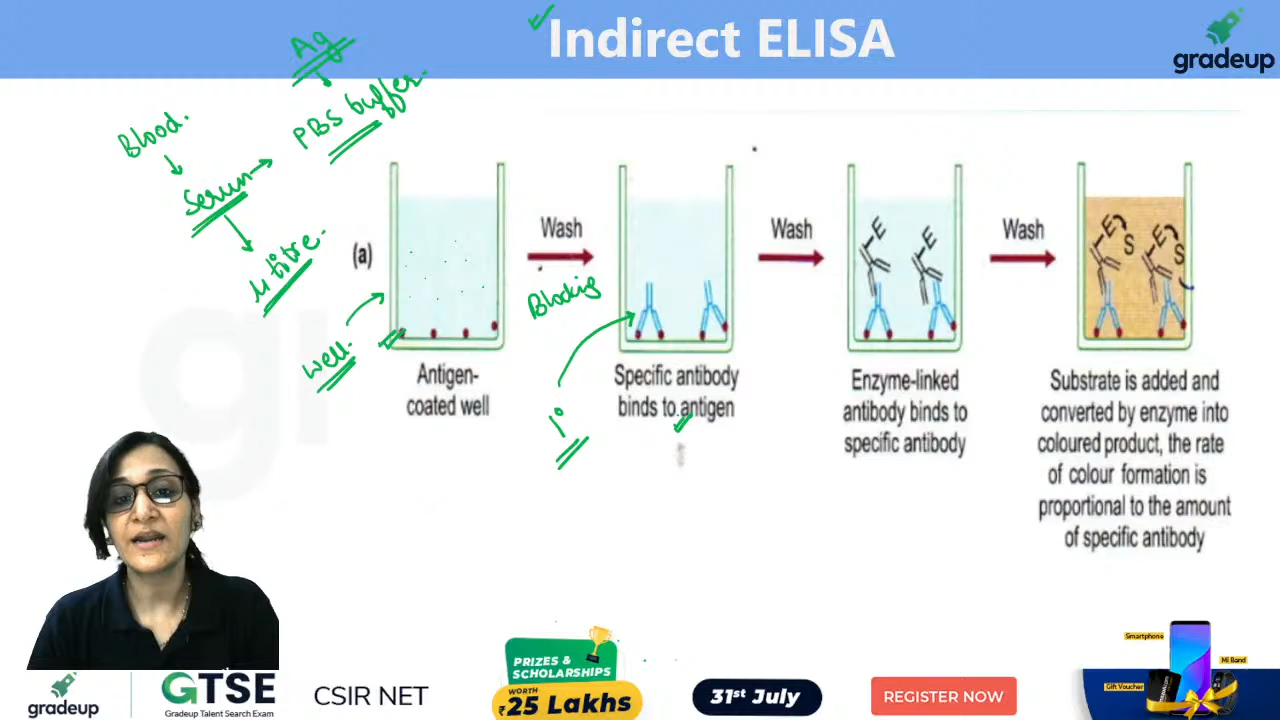 Indirect ELISA
gradeup
Ag
PBS buffer.
Blood.
Serum
Well.
Blocking
1°
(a)
Wash
Wash
Wash
E
E
E
S
E
S
Antigen-
coated well
Specific antibody
binds to antigen
Enzyme-linked
antibody binds to
specific antibody
Substrate is added and
converted by enzyme into
coloured product, the rate
of colour formation is
proportional to the amount
of specific antibody
gradeup
GTSE
Gradeup Talent Search Exam
CSIR NET
PRIZES &
SCHOLARSHIPS
WORTH
₹25 Lakhs
31st July
REGISTER NOW
Smartphone
Mi Band
Gift Voucher